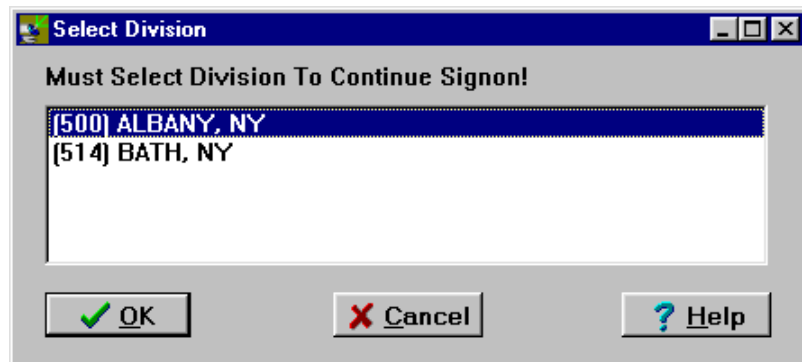 Select Division
Must Select Division To Continue Signon!
(500) ALBANY, NY
(514) BATH, NY
OK
Cancel
? Help